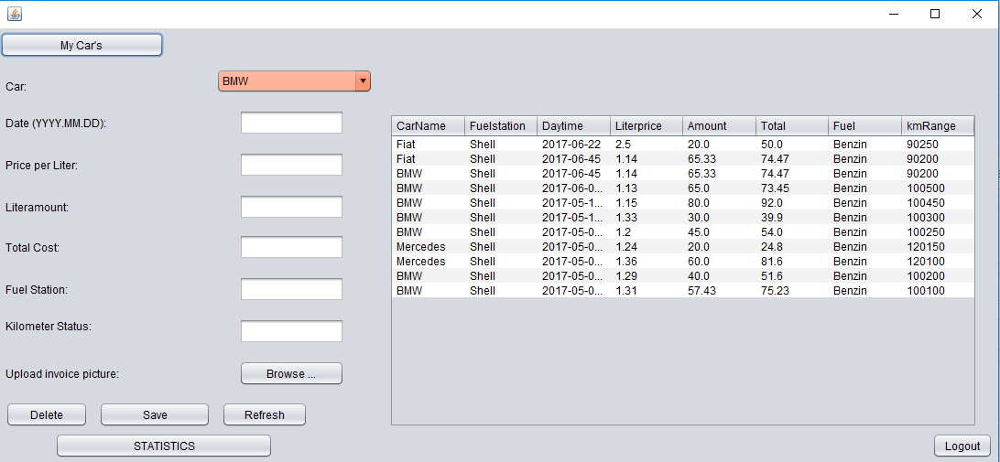 My Car's
Car: BMW
Date (YYYY.MM.DD):
Price per Liter:
Literamount:
Total Cost:
Fuel Station:
Kilometer Status:
Upload invoice picture: Browse ...
Delete Save Refresh
STATISTICS
CarName Fuelstation Daytime Literprice Amount Total Fuel kmRange
Fiat Shell 2017-06-22 2.5 20.0 50.0 Benzin 90250
Fiat Shell 2017-06-45 1.14 65.33 74.47 Benzin 90200
BMW Shell 2017-06-45 1.14 65.33 74.47 Benzin 90200
BMW Shell 2017-06-0... 1.13 65.0 73.45 Benzin 100500
BMW Shell 2017-05-1... 1.15 80.0 92.0 Benzin 100450
BMW Shell 2017-05-1... 1.33 30.0 39.9 Benzin 100300
BMW Shell 2017-05-0... 1.2 45.0 54.0 Benzin 100250
Mercedes Shell 2017-05-0... 1.24 20.0 24.8 Benzin 120150
Mercedes Shell 2017-05-0... 1.36 60.0 81.6 Benzin 120100
BMW Shell 2017-05-0... 1.29 40.0 51.6 Benzin 100200
BMW Shell 2017-05-0... 1.31 57.43 75.23 Benzin 100100
Logout